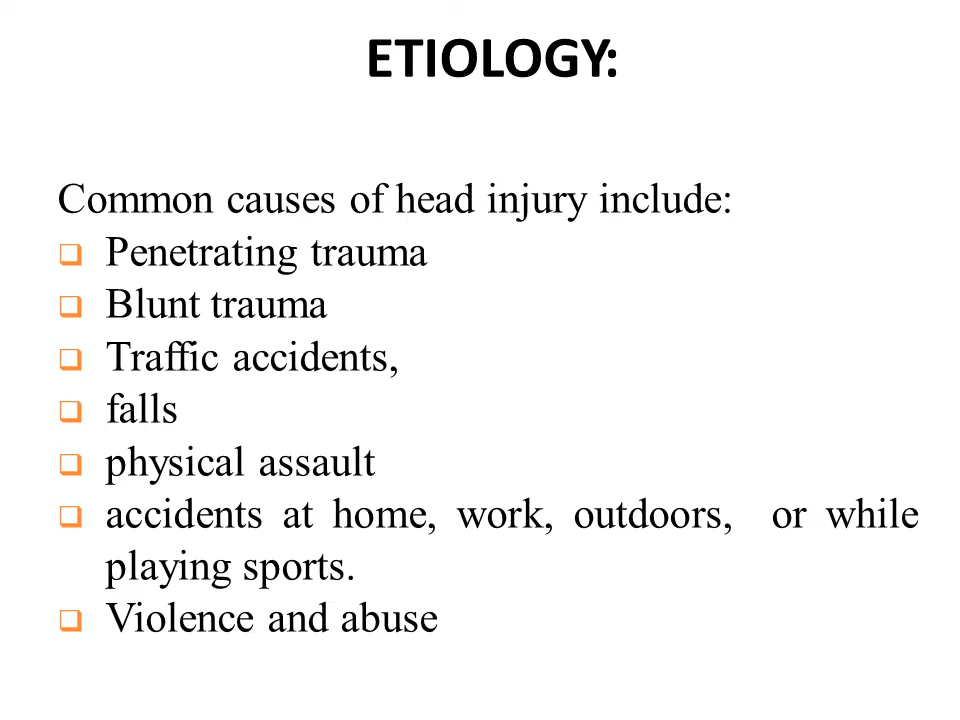 ETIOLOGY:
Common causes of head injury include:
❑ Penetrating trauma
❑ Blunt trauma
❑ Traffic accidents,
❑ falls
❑ physical assault
❑ accidents at home, work, outdoors, or while
playing sports.
❑ Violence and abuse